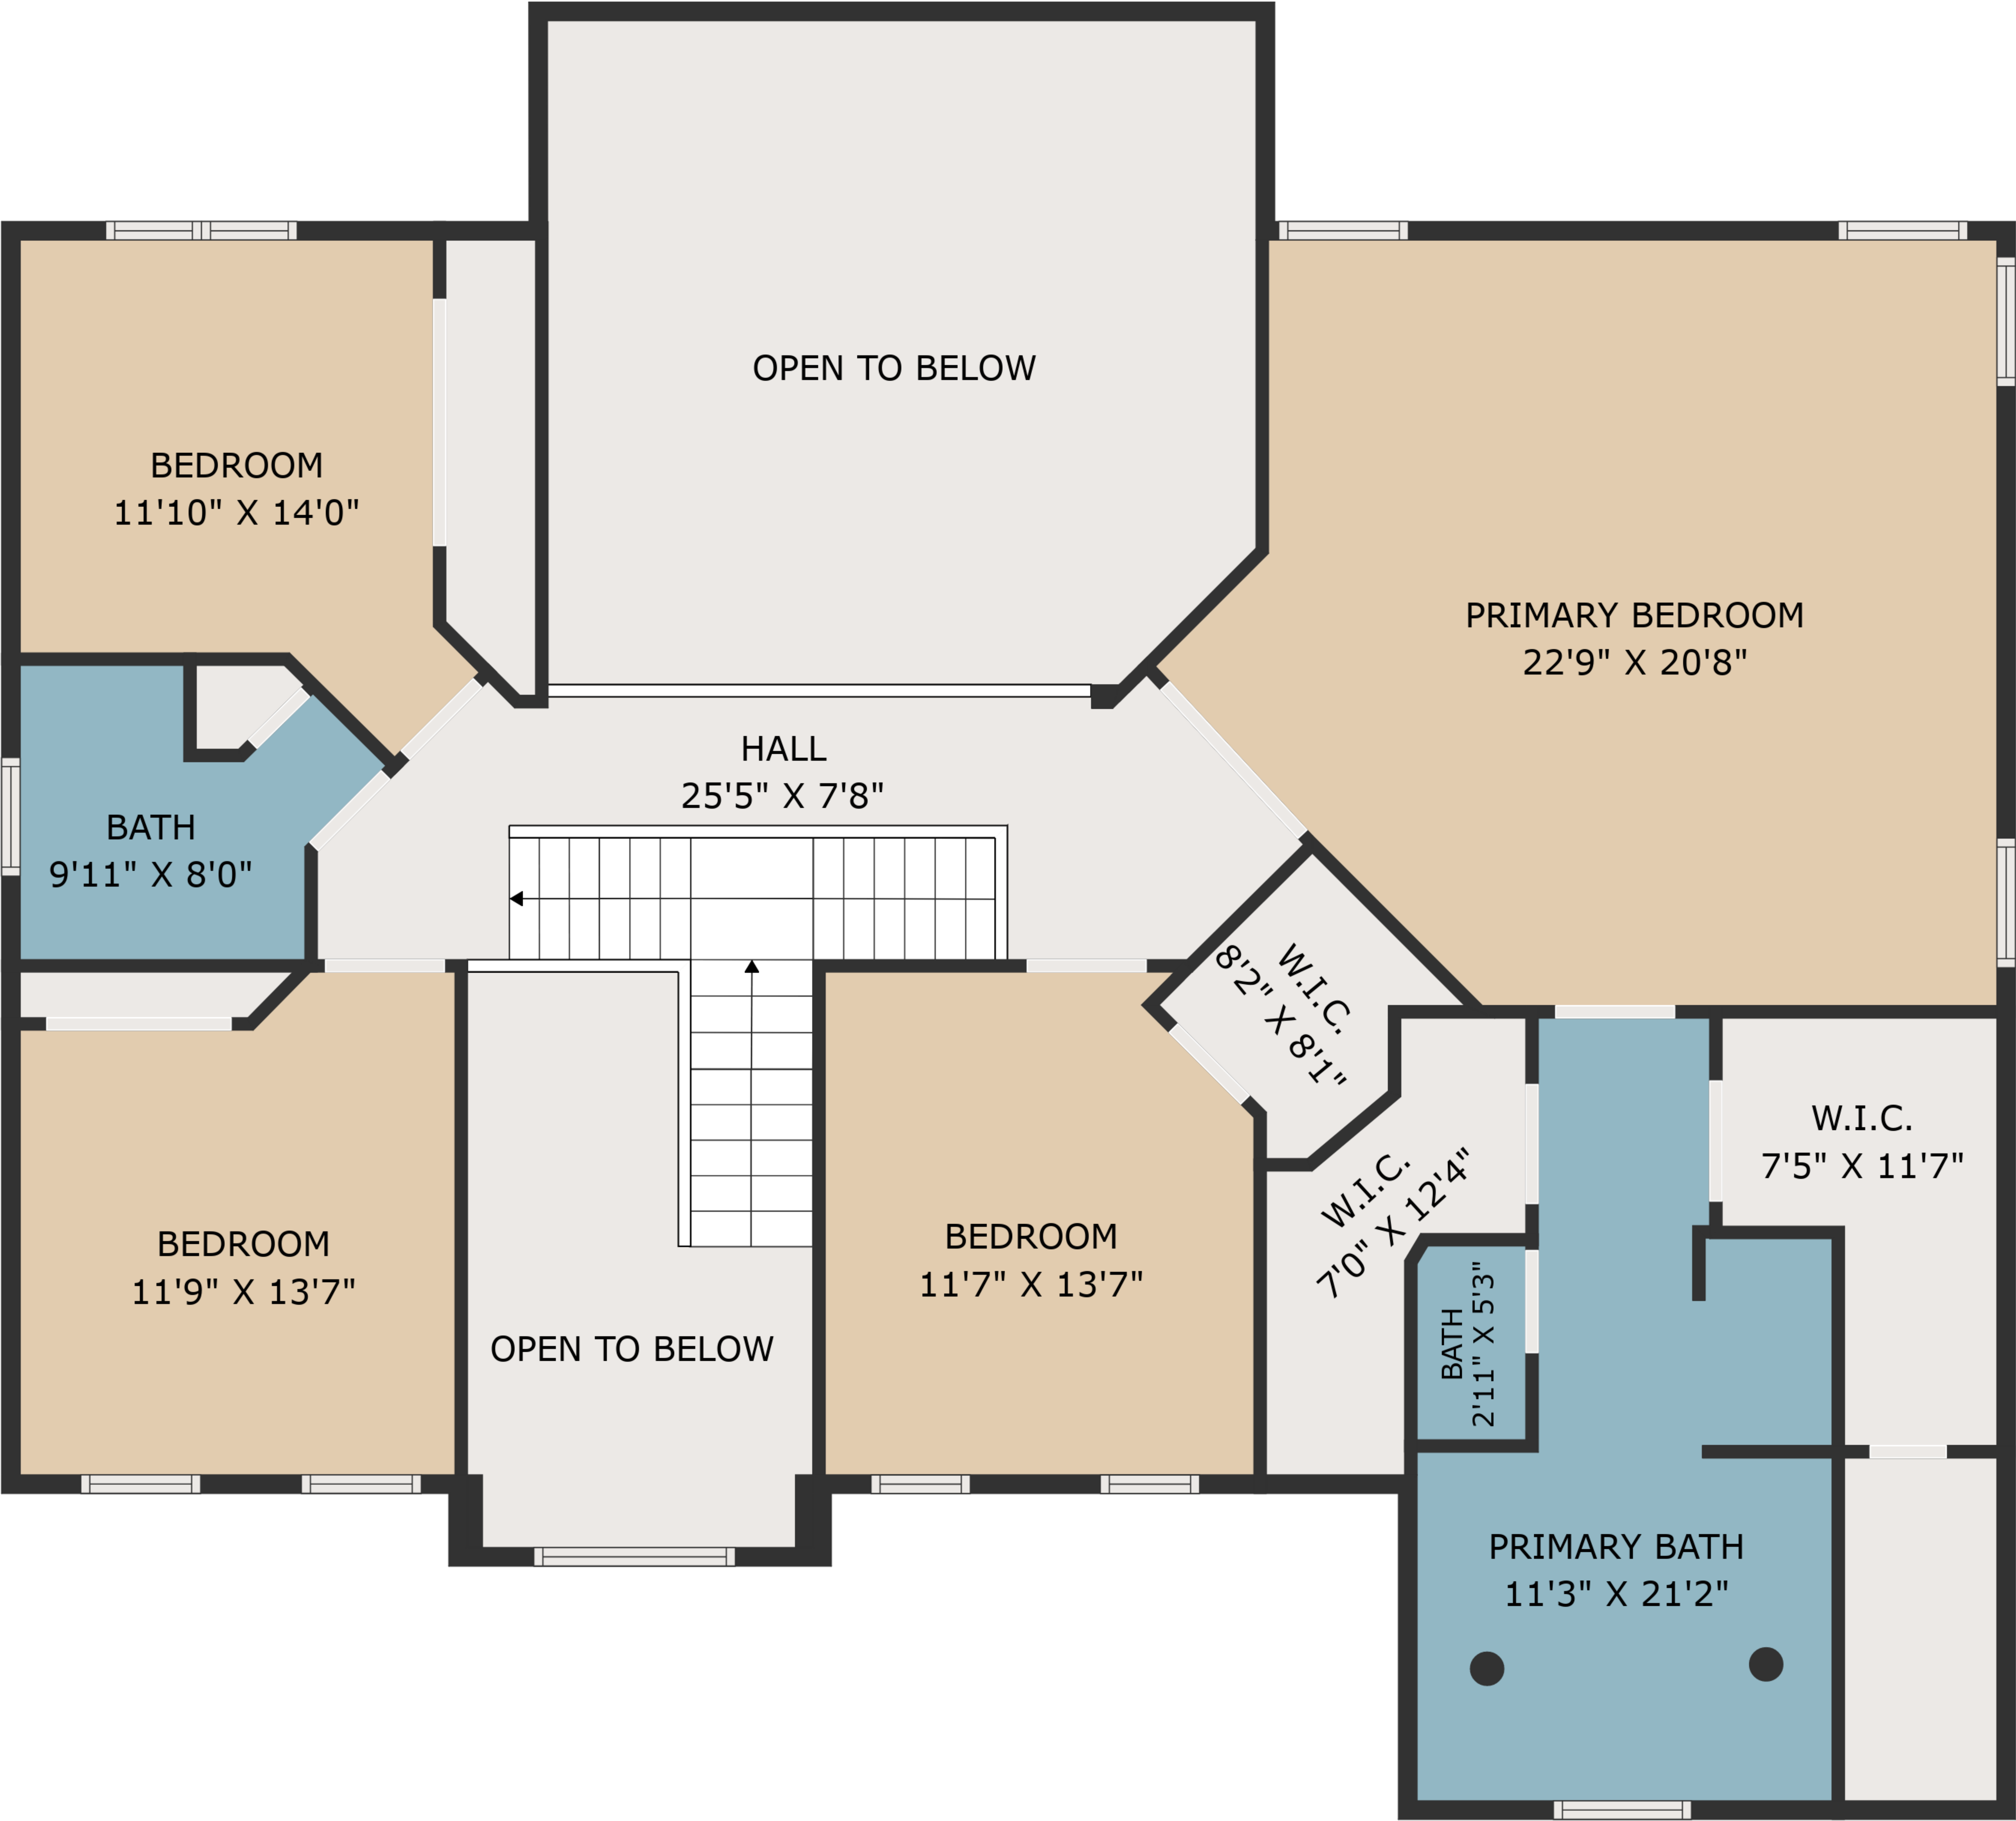 OPEN TO BELOW
BEDROOM
11'10" X 14'0"
PRIMARY BEDROOM
22'9" X 20'8"
HALL
25'5" X 7'8"
BATH
9'11" X 8'0"
W.I.C.
8'2" X 8'1"
W.I.C.
7'5" X 11'7"
W.I.C.
7'0" X 12'4"
BEDROOM
11'9" X 13'7"
BEDROOM
11'7" X 13'7"
BATH
2'11" X 5'3"
OPEN TO BELOW
PRIMARY BATH
11'3" X 21'2"